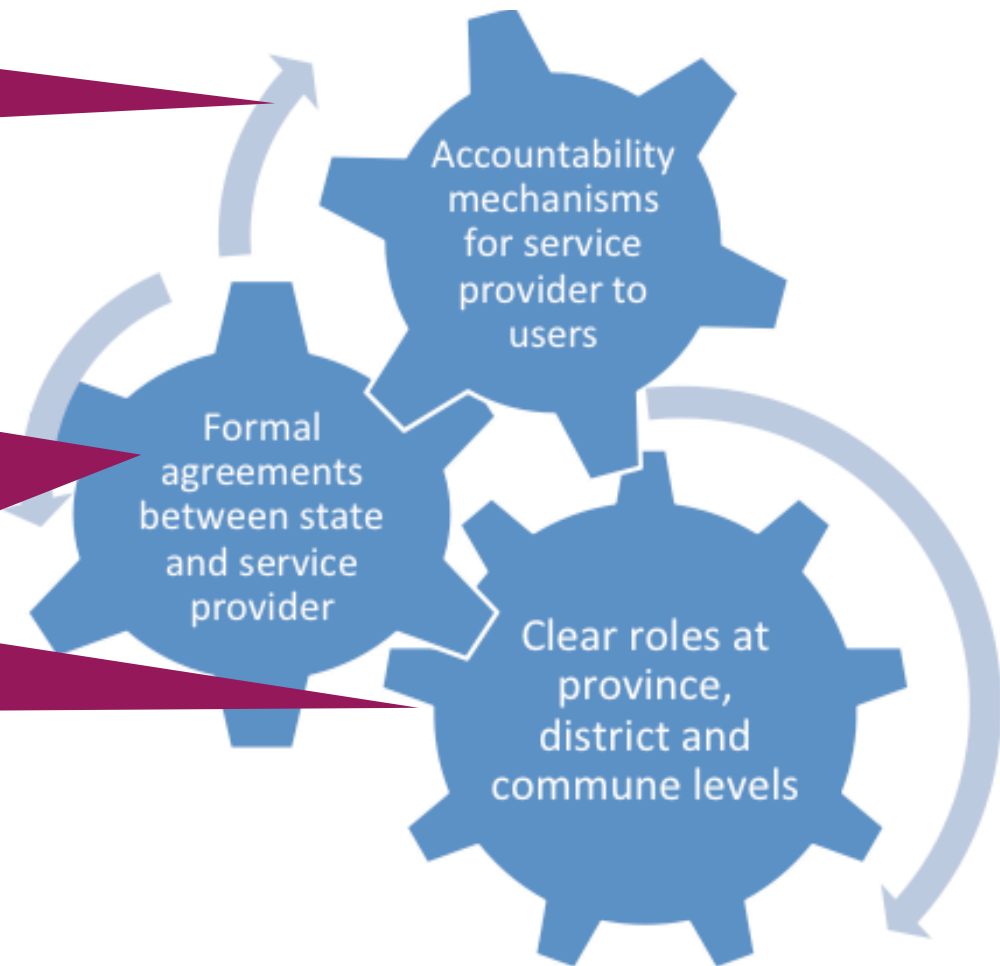 Accountability
mechanisms
for service
provider to
users
Formal
agreements
between state
and service
provider
Clear roles at
province,
district and
commune levels